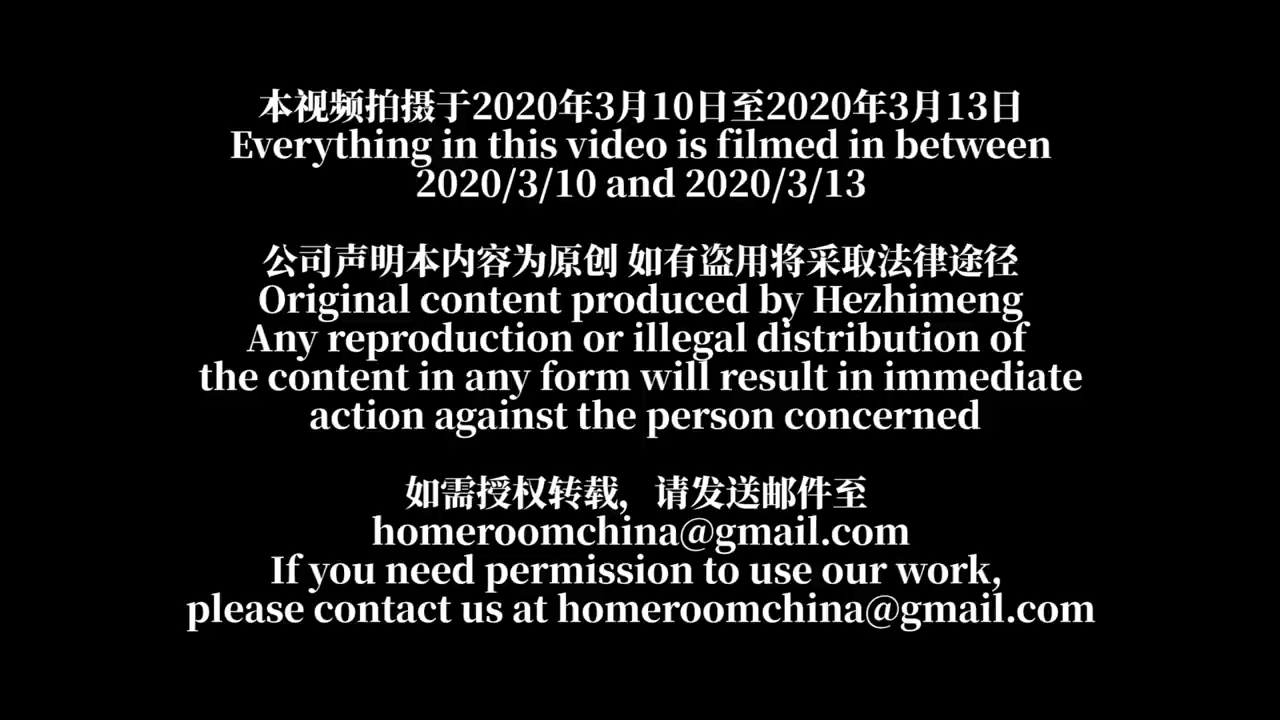 本视频拍摄于2020年3月10日至2020年3月13日
Everything in this video is filmed in between
2020/3/10 and 2020/3/13
公司声明本内容为原创 如有盗用将采取法律途径
Original content produced by Hezhimeng
Any reproduction or illegal distribution of
the content in any form will result in immediate
action against the person concerned
如需授权转载，请发送邮件至
homeroomchina@gmail.com
If you need permission to use our work,
please contact us at homeroomchina@gmail.com